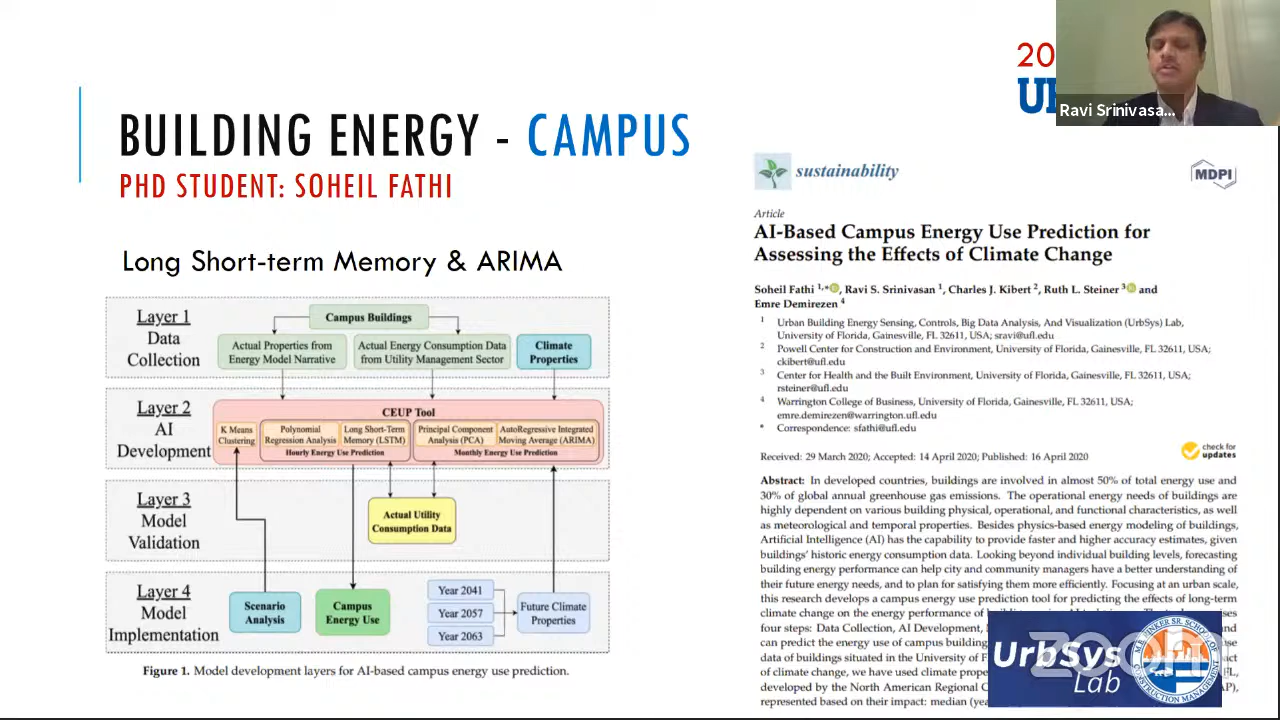 20
Ravi Srinivasa...
BUILDING ENERGY - CAMPUS
PHD STUDENT: SOHEIL FATHI
Long Short-term Memory & ARIMA
Layer 1
Data
Collection
Campus Buildings
Actual Properties from
Energy Model Narrative
Actual Energy Consumption Data
from Utility Management Sector
Climate
Properties
Layer 2
AI
Development
CEUP Tool
K Means
Clustering
Polynomial
Regression Analysis
Long Short-Term
Memory (LSTM)
Hourly Energy Use Prediction
Principal Component
Analysis (PCA)
AutoRegressive Integrated
Moving Average (ARIMA)
Monthly Energy Use Prediction
Layer 3
Model
Validation
Actual Utility
Consumption Data
Layer 4
Model
Implementation
Scenario
Analysis
Campus
Energy Use
Year 2041
Year 2057
Year 2063
Future Climate
Properties
Figure 1. Model development layers for AI-based campus energy use prediction.
sustainability
MDPI
Article
AI-Based Campus Energy Use Prediction for
Assessing the Effects of Climate Change
Soheil Fathi 1,*, Ravi S. Srinivasan 1, Charles J. Kibert 2, Ruth L. Steiner 3 and
Emre Demirezen 4
1 Urban Building Energy Sensing, Controls, Big Data Analysis, And Visualization (UrbSys) Lab,
University of Florida, Gainesville, FL 32611, USA; sravi@ufl.edu
2 Powell Center for Construction and Environment, University of Florida, Gainesville, FL 32611, USA;
ckibert@ufl.edu
3 Center for Health and the Built Environment, University of Florida, Gainesville, FL 32611, USA;
rsteiner@ufl.edu
4 Warrington College of Business, University of Florida, Gainesville, FL 32611, USA;
emre.demirezen@warrington.ufl.edu
* Correspondence: sfathi@ufl.edu
Received: 29 March 2020; Accepted: 14 April 2020; Published: 16 April 2020
check for
updates
Abstract: In developed countries, buildings are involved in almost 50% of total energy use and
30% of global annual greenhouse gas emissions. The operational energy needs of buildings are
highly dependent on various building physical, operational, and functional characteristics, as well
as meteorological and temporal properties. Besides physics-based energy modeling of buildings,
Artificial Intelligence (AI) has the capability to provide faster and higher accuracy estimates, given
buildings' historic energy consumption data. Looking beyond individual building levels, forecasting
building energy performance can help city and community managers have a better understanding of
their future energy needs, and to plan for satisfying them more efficiently. Focusing at an urban scale,
this research develops a campus energy use prediction tool for predicting the effects of long-term
climate change on the energy performance of
four steps: Data Collection, AI Development,
can predict the energy use of campus building
data of buildings situated in the University of F
of climate change, we have used climate prope
developed by the North American Regional C
represented based on their impact: median (yea
UrbSys
Lab
zoom